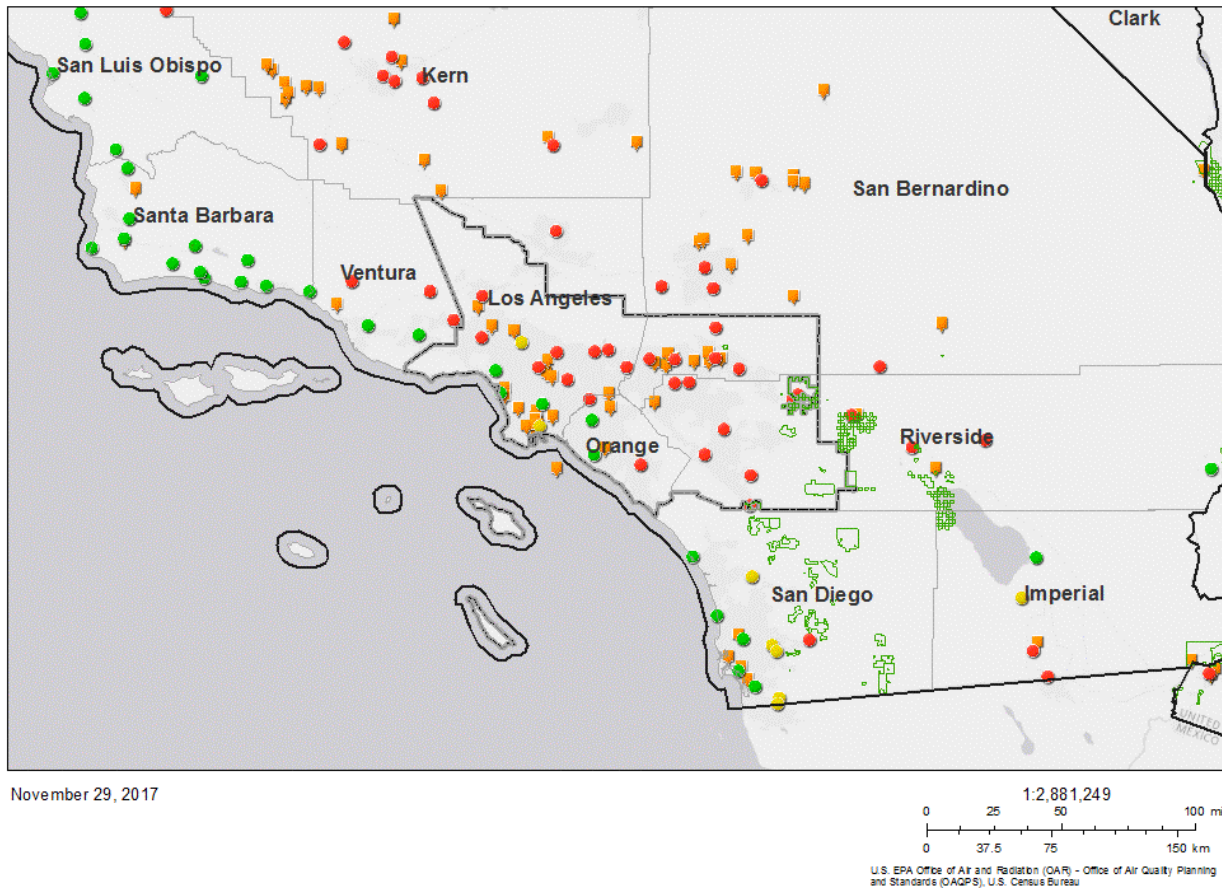 Clark
San Luis Obispo
Kern
San Bernardino
Santa Barbara
Ventura
Los Angeles
Orange
Riverside
San Diego
Imperial
UNITED
MEXICO
November 29, 2017
1:2,881,249
0 25 50 100 mi
0 37.5 75 150 km
U.S. EPA Office of Air and Radiation (OAR) - Office of Air Quality Planning
and Standards (OAQPS), U.S. Census Bureau